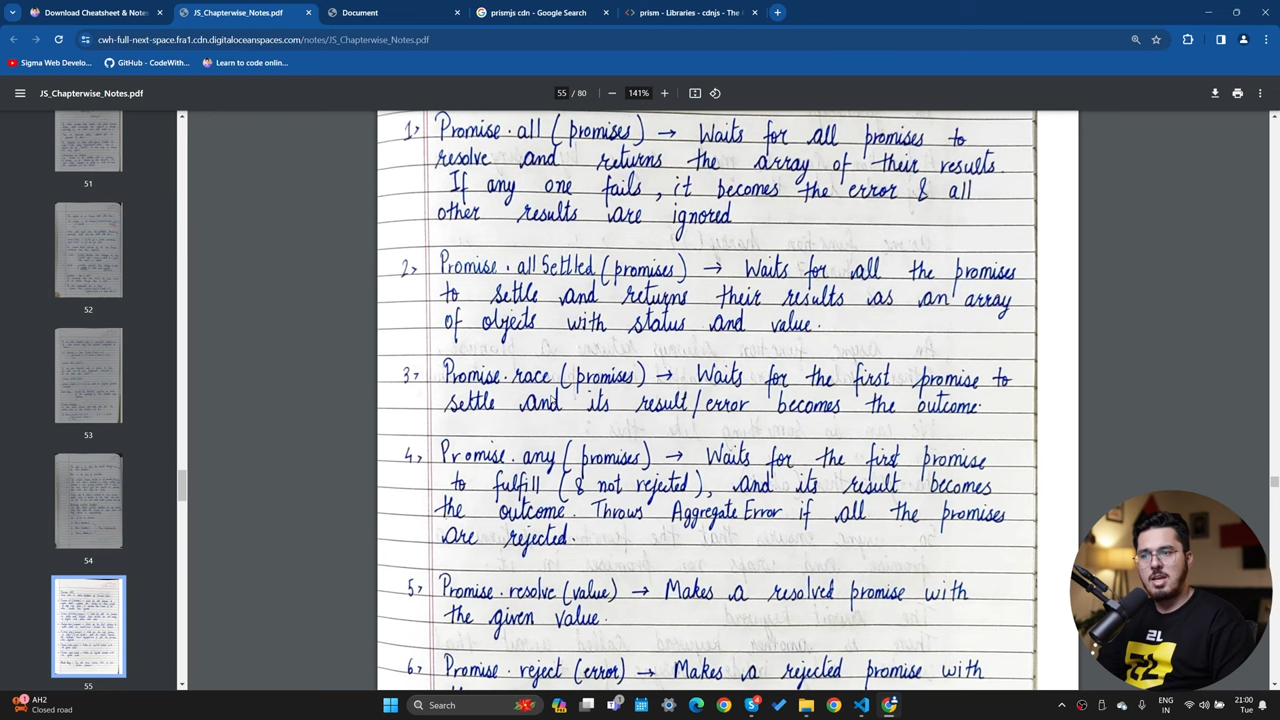 Download Cheatsheet & Notes
JS_Chapterwise_Notes.pdf
Document
prismjs cdn - Google Search
prism - Libraries - cdnjs - The
cwh-full-next-space.fra1.cdn.digitaloceanspaces.com/notes/JS_Chapterwise_Notes.pdf
Sigma Web Develo...
GitHub - CodeWith...
Learn to code onlin...
JS_Chapterwise_Notes.pdf
55 / 80
141%
51
52
53
54
55
1> Promise.all (promises) → Waits for all promises to
resolve and returns the array of their results.
If any one fails, it becomes the error & all
other results are ignored
2> Promise.allSettled (promises) → Waits for all the promises
to settle and returns their results as an array
of objects with status and value.
3> Promise.race (promises) → Waits for the first promise to
settle and its result/error becomes the outcome.
4> Promise.any (promises) → Waits for the first promise
to fulfill (& not rejected), and its result becomes
the outcome. Throws Aggregate Error if all the promises
are rejected.
5> Promise.resolve (value) → Makes a resolved promise with
the given value.
6> Promise.reject (error) → Makes a rejected promise with
AH2
Closed road
Search
ENG
IN
21:00
Tue